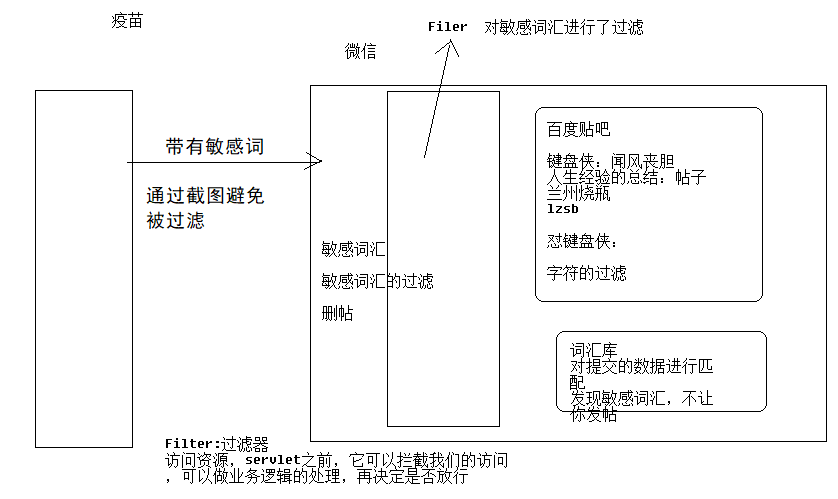 疫苗
Filer 对敏感词汇进行了过滤
微信
带有敏感词
通过截图避免
被过滤
敏感词汇
敏感词汇的过滤
删帖
百度贴吧
键盘侠：闻风丧胆
人生经验的总结：帖子
兰州烧瓶
lzsb
怼键盘侠：
字符的过滤
词汇库
对提交的数据进行匹
配
发现敏感词汇，不让
你发帖
Filter:过滤器
访问资源，servlet之前，它可以拦截我们的访问
，可以做业务逻辑的处理，再决定是否放行